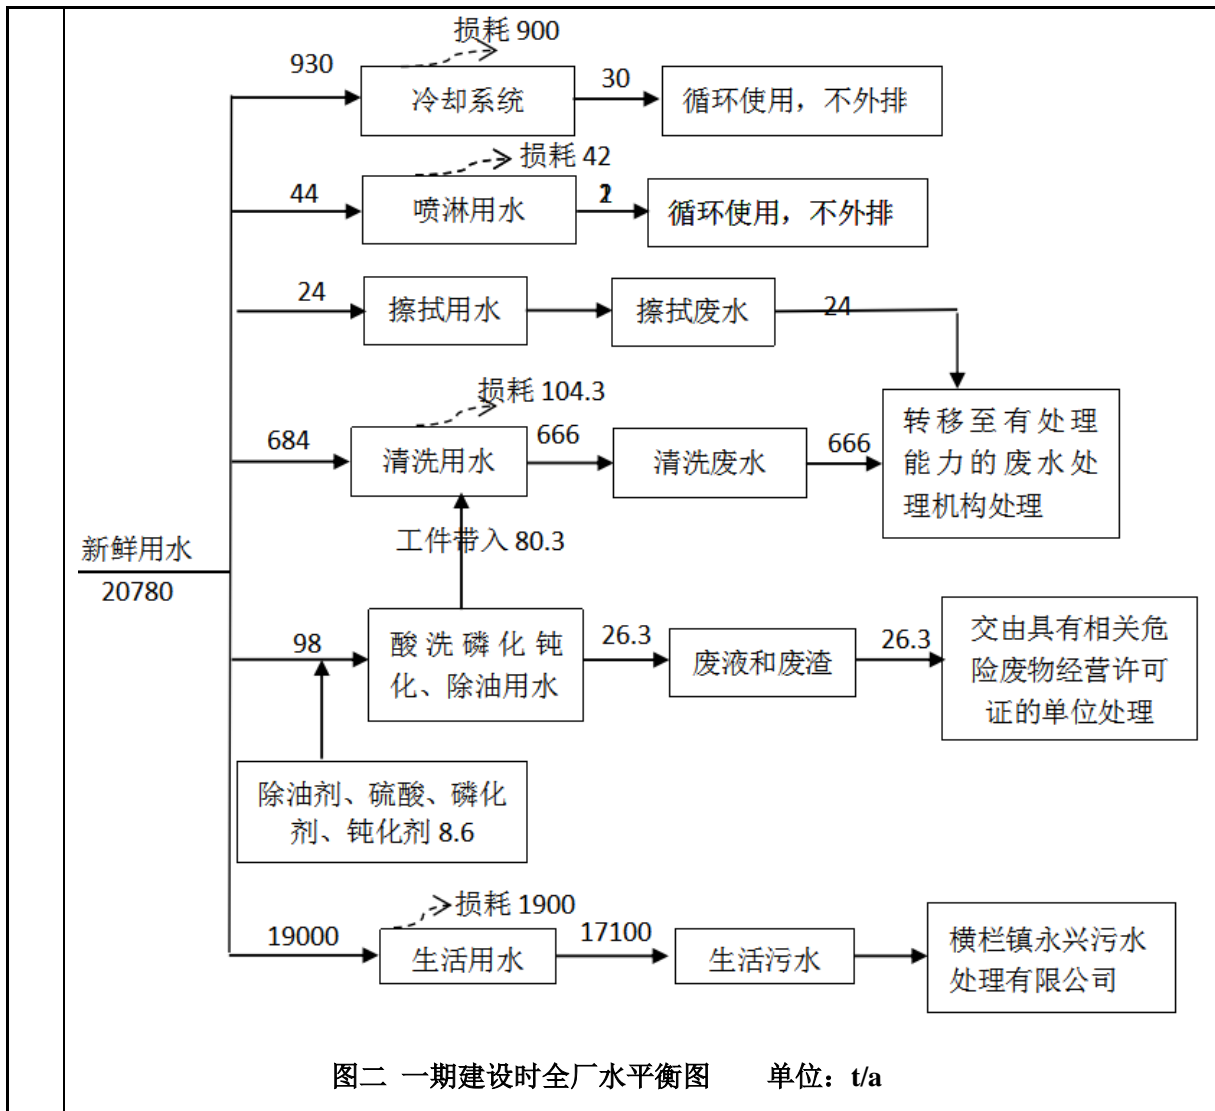 损耗 900
930
冷却系统
30
循环使用，不外排
损耗 42
44
喷淋用水
循环使用，不外排
24
擦拭用水
擦拭废水
24
损耗 104.3
684
清洗用水
666
清洗废水
666
转移至有处理
能力的废水处
理机构处理
工件带入 80.3
新鲜用水
20780
98
酸洗磷化钝
化、除油用水
26.3
废液和废渣
26.3
交由具有相关危
险废物经营许可
证的单位处理
除油剂、硫酸、磷化
剂、钝化剂 8.6
损耗 1900
19000
生活用水
17100
生活污水
横栏镇永兴污水
处理有限公司
图二 一期建设时全厂水平衡图 单位：t/a